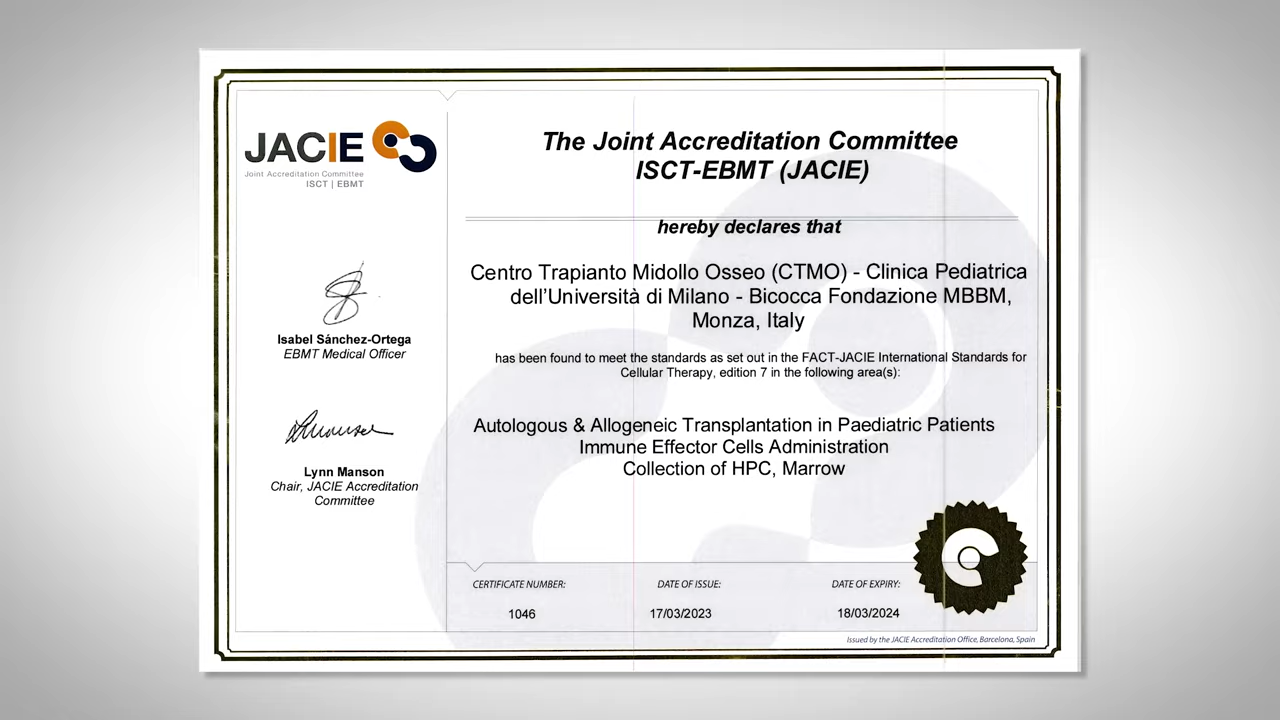 JACIE
Joint Accreditation Committee
ISCT | EBMT
Isabel Sánchez-Ortega
EBMT Medical Officer
Lynn Manson
Chair, JACIE Accreditation
Committee
The Joint Accreditation Committee
ISCT-EBMT (JACIE)
hereby declares that
Centro Trapianto Midollo Osseo (CTMO) - Clinica Pediatrica
dell'Università di Milano - Bicocca Fondazione MBBM,
Monza, Italy
has been found to meet the standards as set out in the FACT-JACIE International Standards for
Cellular Therapy, edition 7 in the following area(s):
Autologous & Allogeneic Transplantation in Paediatric Patients
Immune Effector Cells Administration
Collection of HPC, Marrow
CERTIFICATE NUMBER: DATE OF ISSUE: DATE OF EXPIRY:
1046 17/03/2023 18/03/2024
Issued by the JACIE Accreditation Office, Barcelona, Spain